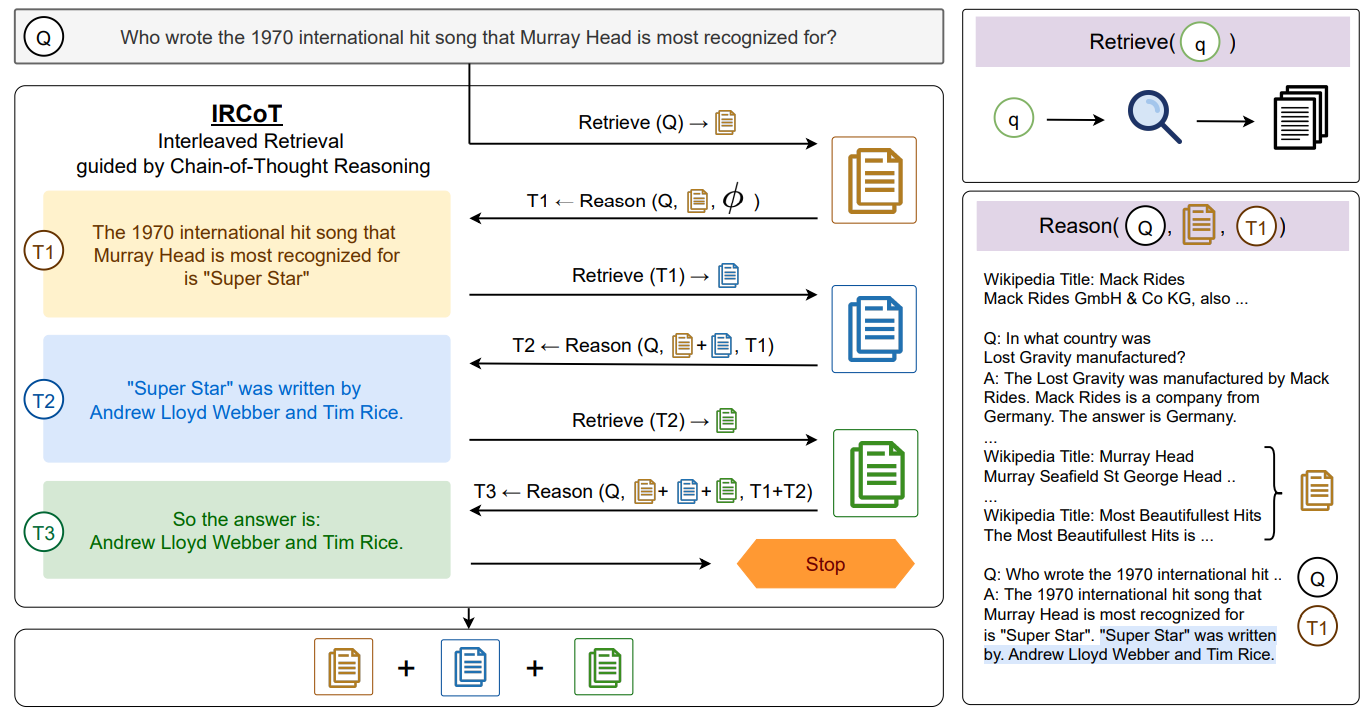 Q
Who wrote the 1970 international hit song that Murray Head is most recognized for?
IRCoT
Interleaved Retrieval
guided by Chain-of-Thought Reasoning
T1
The 1970 international hit song that
Murray Head is most recognized for
is "Super Star"
T2
"Super Star" was written by
Andrew Lloyd Webber and Tim Rice.
T3
So the answer is:
Andrew Lloyd Webber and Tim Rice.
Retrieve (Q) →
T1 ← Reason (Q, , ϕ )
Retrieve (T1) →
T2 ← Reason (Q, + , T1)
Retrieve (T2) →
T3 ← Reason (Q, + + , T1+T2)
Stop
+ +
Retrieve( q )
q
Reason( Q , , T1 )
Wikipedia Title: Mack Rides
Mack Rides GmbH & Co KG, also ...
Q: In what country was
Lost Gravity manufactured?
A: The Lost Gravity was manufactured by Mack
Rides. Mack Rides is a company from
Germany. The answer is Germany.
...
Wikipedia Title: Murray Head
Murray Seafield St George Head ..
...
Wikipedia Title: Most Beautifullest Hits
The Most Beautifullest Hits is ...
Q: Who wrote the 1970 international hit ..
Q
A: The 1970 international hit song that
Murray Head is most recognized for
is "Super Star". "Super Star" was written
by. Andrew Lloyd Webber and Tim Rice.
T1